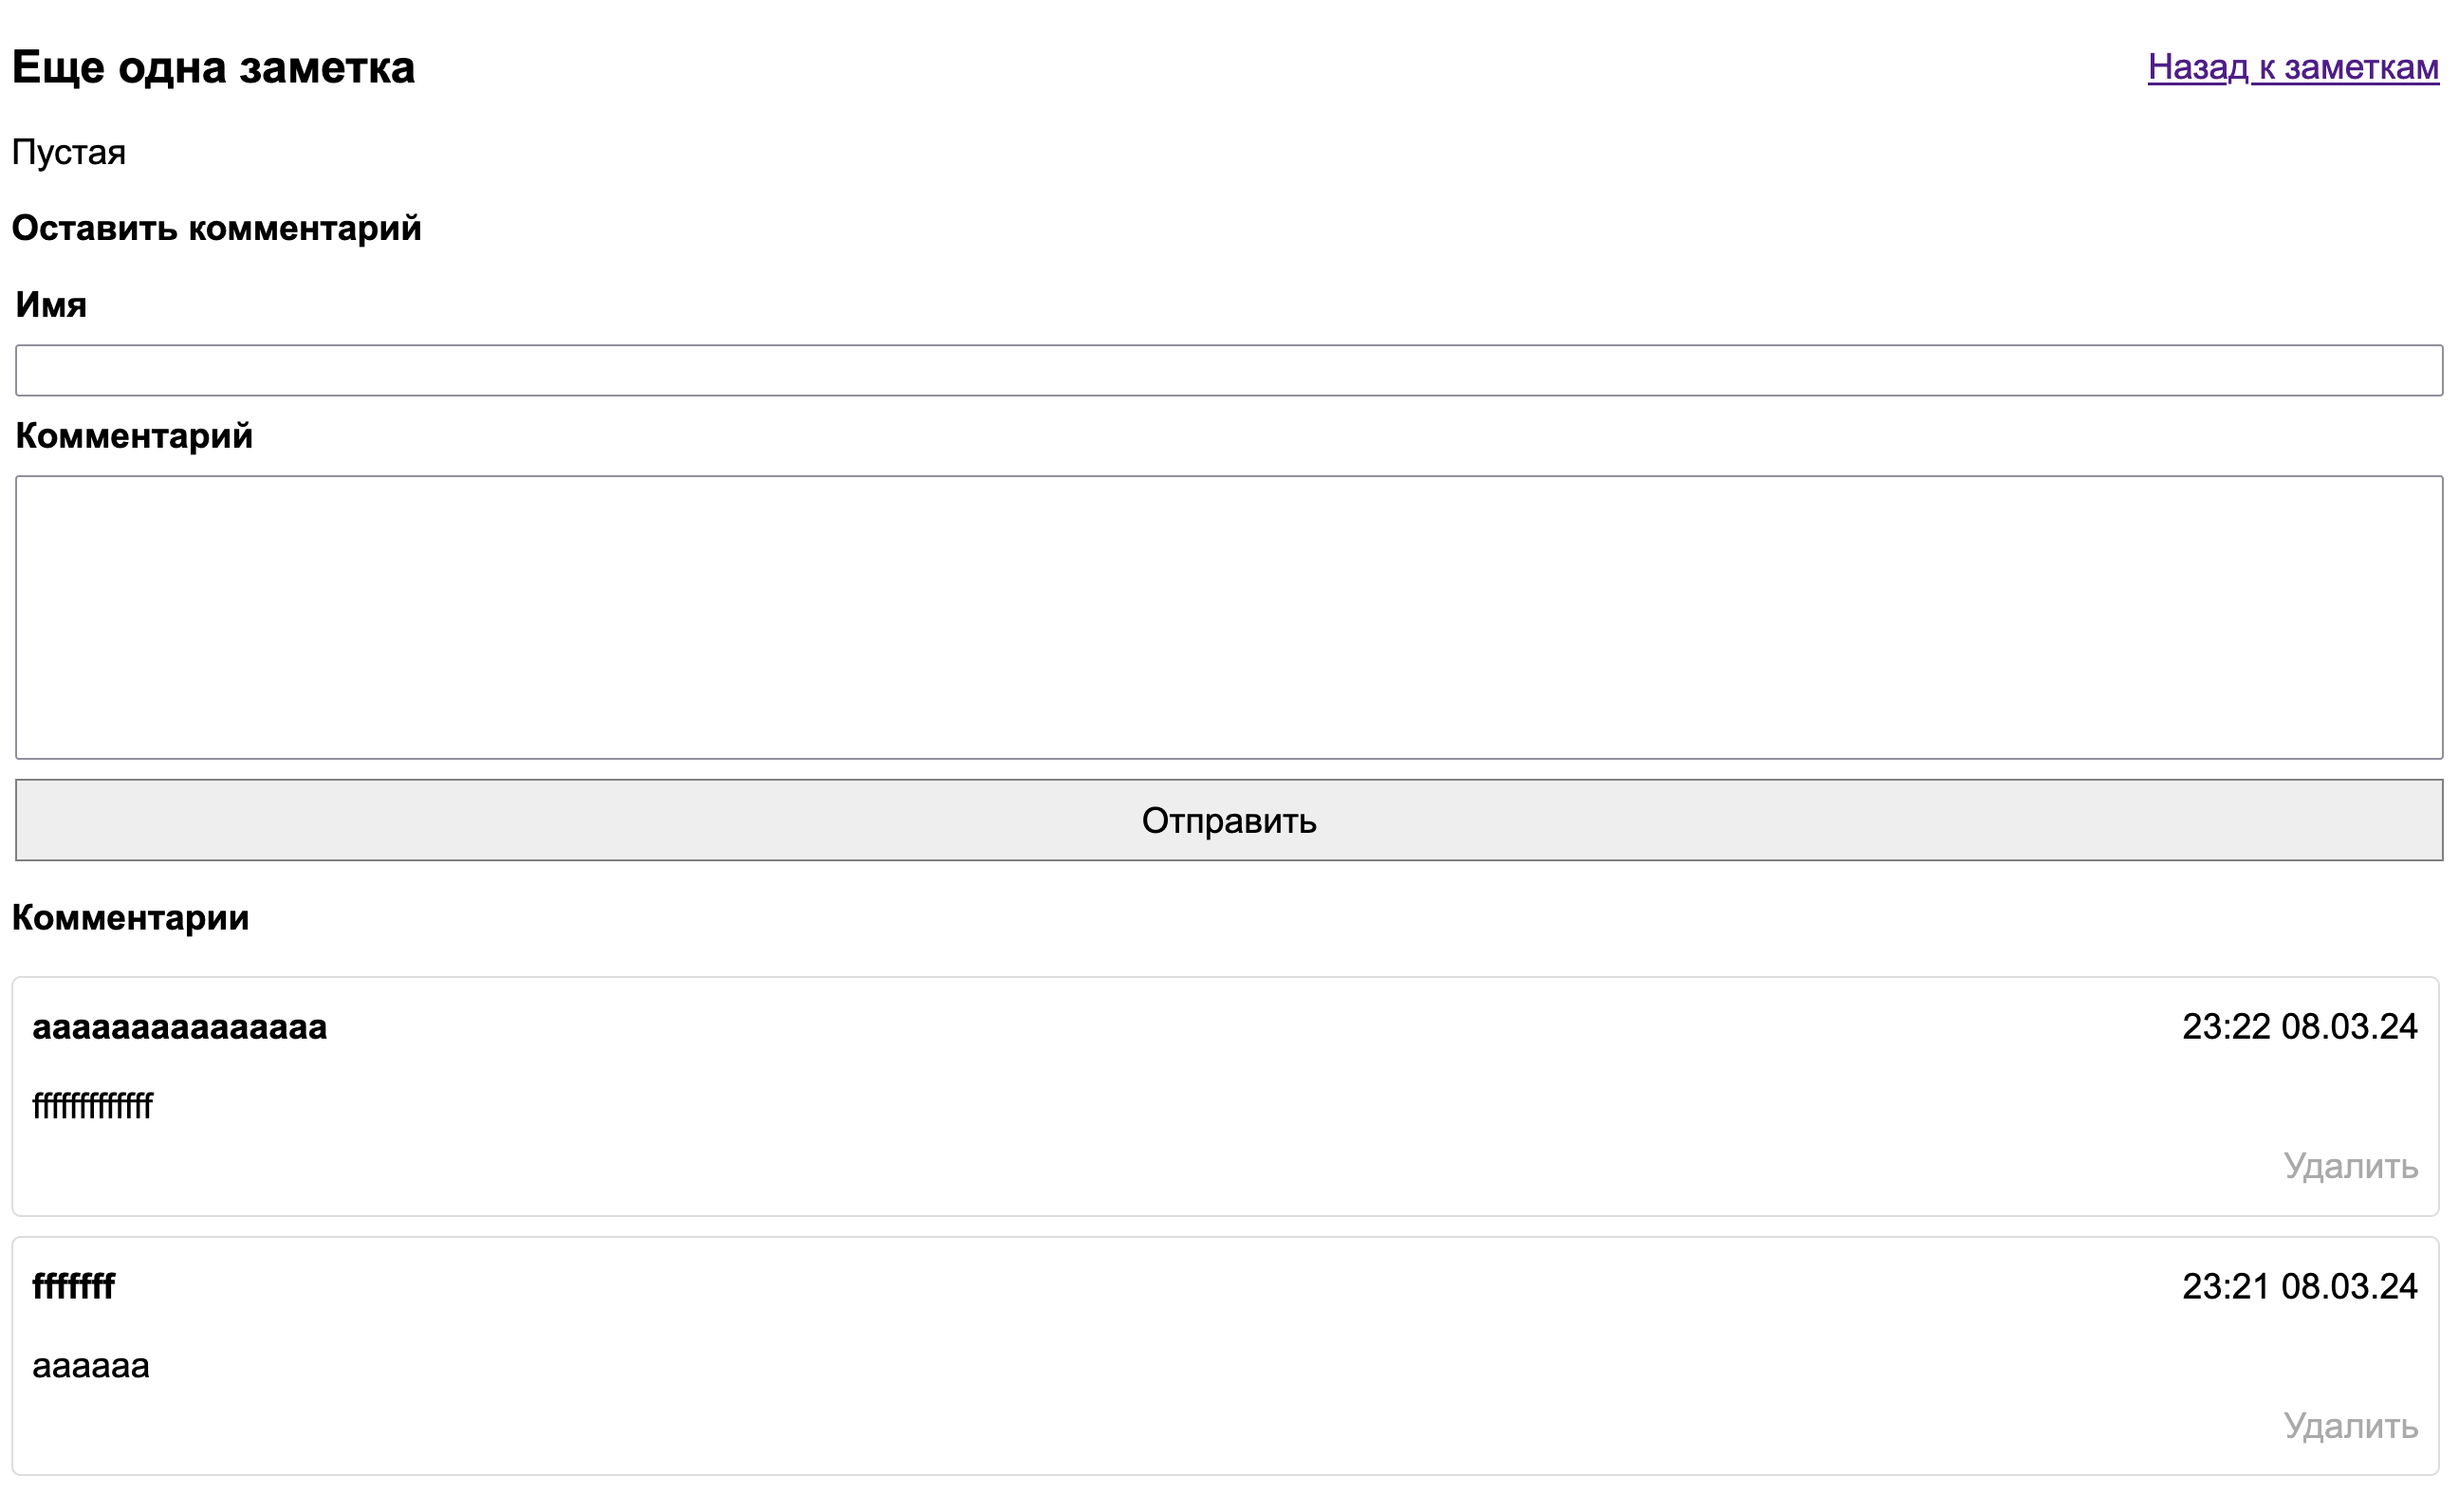 Еще одна заметка
Назад к заметкам
Пустая
Оставить комментарий
Имя
Комментарий
Отправить
Комментарии
aaaaaaaaaaaaaaa
23:22 08.03.24
fffffffffffff
Удалить
fffffff
23:21 08.03.24
aaaaaa
Удалить